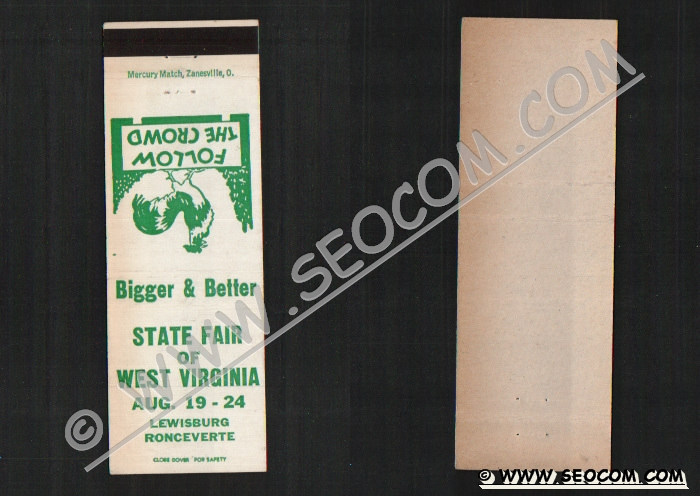 Mercury Match, Zanesville, O.
FOLLOW
THE CROWD
Bigger & Better
STATE FAIR
OF
WEST VIRGINIA
AUG. 19 - 24
LEWISBURG
RONCEVERTE
CLOSE COVER FOR SAFETY
© WWW.SEOCOM.COM
© WWW.SEOCOM.COM